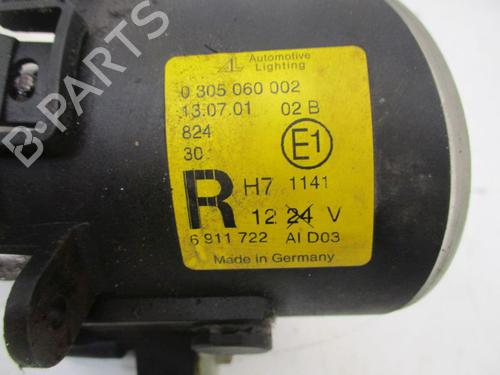 Automotive
Lighting
0 305 060 002
13.07.01 02 B
824
30
E1
R H7 1141
12 24 V
6 911 722 AI D03
Made in Germany
B-PARTS